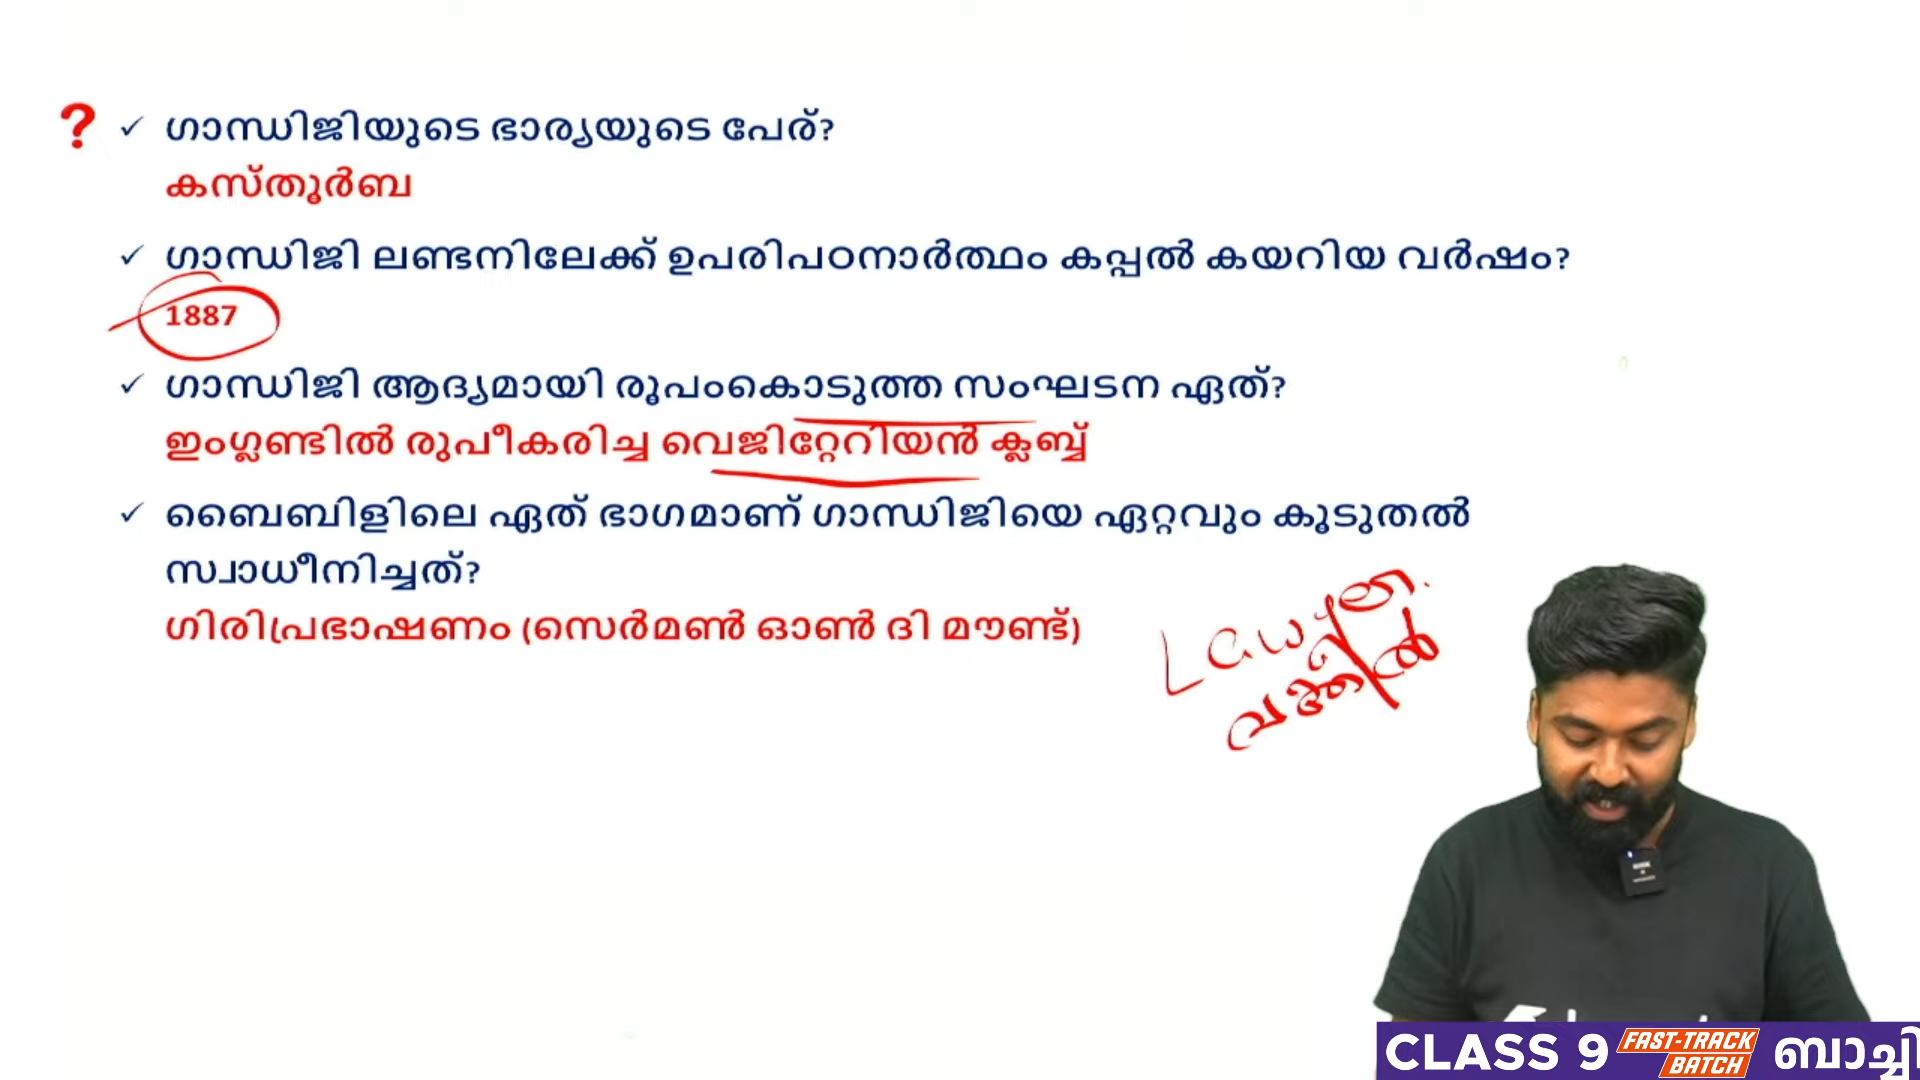 ? ✓ ഗാന്ധിജിയുടെ ഭാര്യയുടെ പേര്?
കസ്തൂർബ
✓ ഗാന്ധിജി ലണ്ടനിലേക്ക് ഉപരിപഠനാർത്ഥം കപ്പൽ കയറിയ വർഷം?
1887
✓ ഗാന്ധിജി ആദ്യമായി രൂപംകൊടുത്ത സംഘടന ഏത്?
ഇംഗ്ലണ്ടിൽ രുപീകരിച്ച വെജിറ്റേറിയൻ ക്ലബ്ബ്
✓ ബൈബിളിലെ ഏത് ഭാഗമാണ് ഗാന്ധിജിയെ ഏറ്റവും കൂടുതൽ
സ്വാധീനിച്ചത്?
ഗിരിപ്രഭാഷണം (സെർമൺ ഓൺ ദി മൗണ്ട്)
Law
CLASS 9 FAST-TRACK BATCH ബാച്ചി